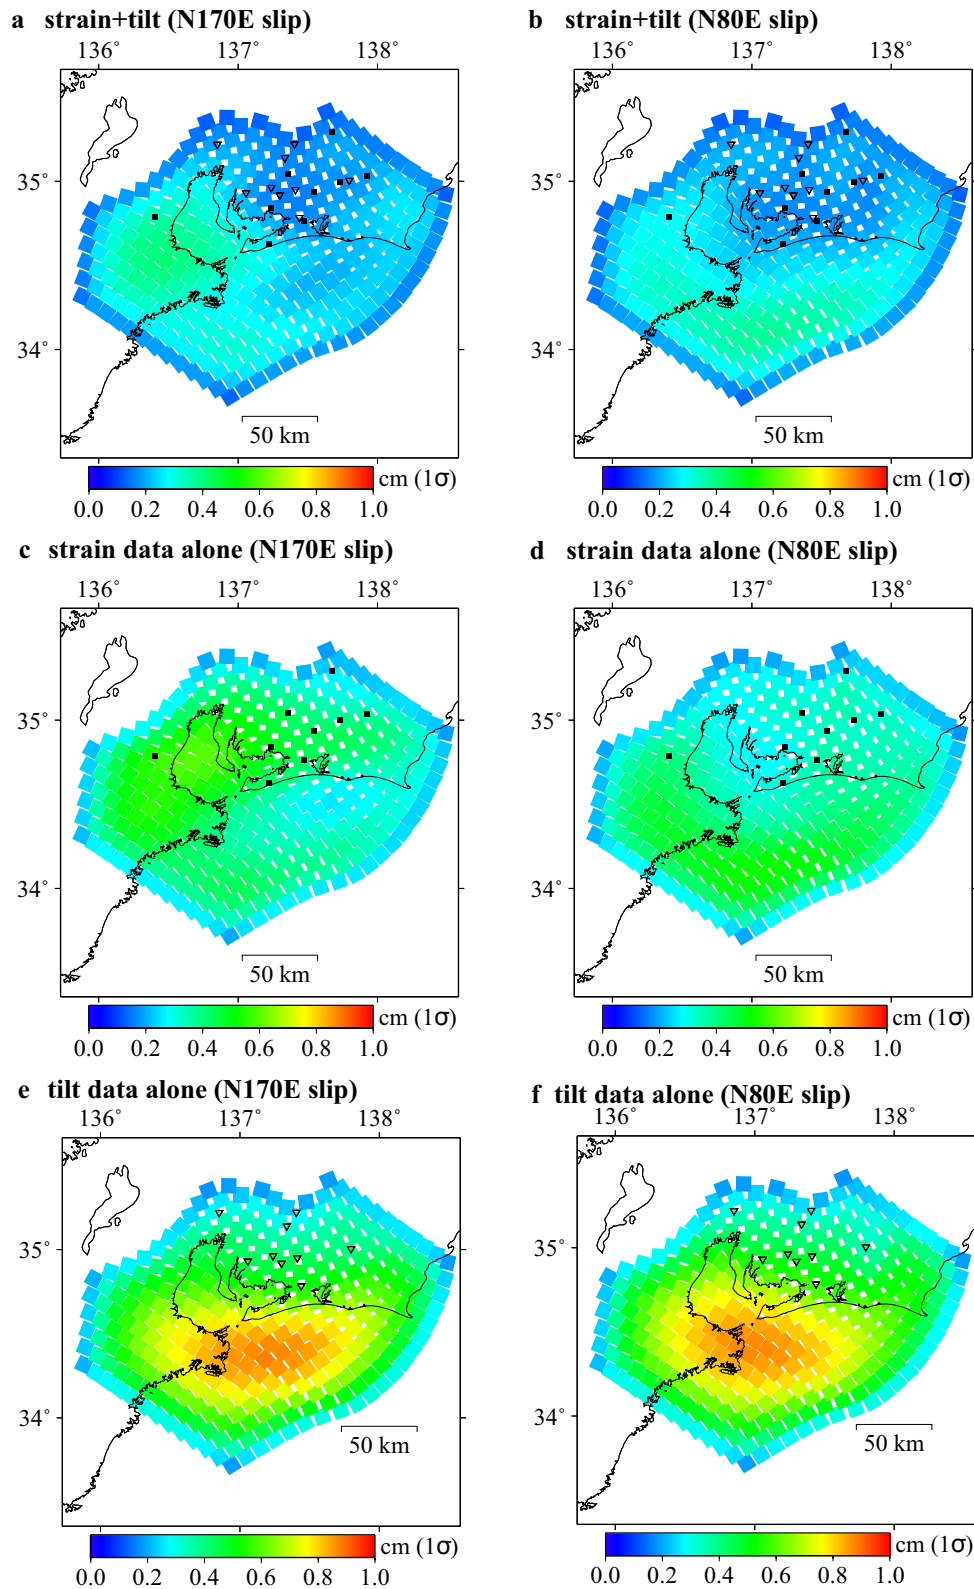 a strain+tilt (N170E slip)
136° 137° 138°
35°
34°
50 km
cm (1σ)
0.0 0.2 0.4 0.6 0.8 1.0
b strain+tilt (N80E slip)
136° 137° 138°
35°
34°
50 km
cm (1σ)
0.0 0.2 0.4 0.6 0.8 1.0
c strain data alone (N170E slip)
136° 137° 138°
35°
34°
50 km
cm (1σ)
0.0 0.2 0.4 0.6 0.8 1.0
d strain data alone (N80E slip)
136° 137° 138°
35°
34°
50 km
cm (1σ)
0.0 0.2 0.4 0.6 0.8 1.0
e tilt data alone (N170E slip)
136° 137° 138°
35°
34°
50 km
cm (1σ)
0.0 0.2 0.4 0.6 0.8 1.0
f tilt data alone (N80E slip)
136° 137° 138°
35°
34°
50 km
cm (1σ)
0.0 0.2 0.4 0.6 0.8 1.0